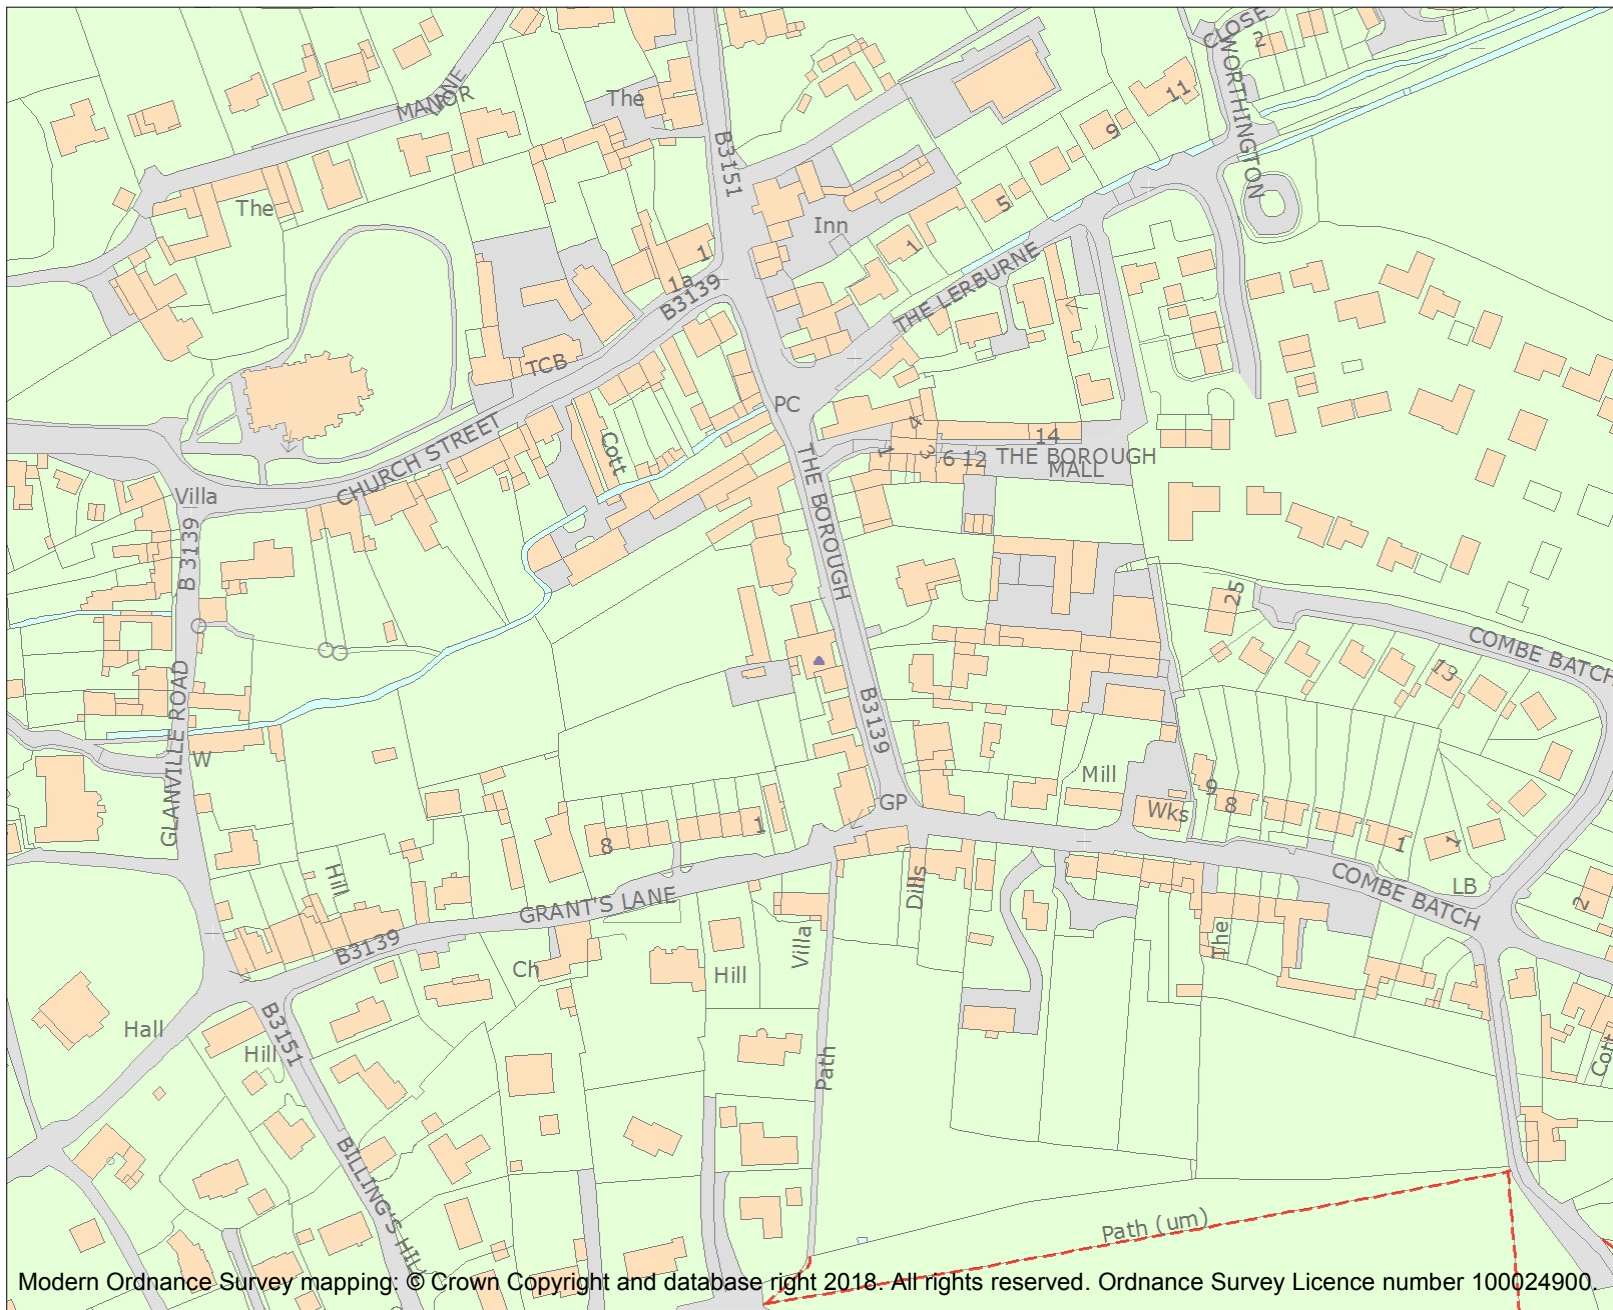 CLOSE
2
WORTHINGTON
MANOR
LANE
The
B3151
11
9
The
5
Inn
1
1
1a
B3139
THE LERBURNE
TCB
PC
4
14
1
3
6
12
THE BOROUGH
MALL
Cott
CHURCH STREET
Villa
THE BOROUGH
B 3139
25
COMBE BATCH
13
GLANVILLE ROAD
B3139
W
Mill
9
8
Wks
GP
1
8
1
1
Hill
Dills
LB
COMBE BATCH
2
GRANT'S LANE
B3139
The
Villa
Ch
Hill
Hall
Hill
B3151
Path
Cott
BILLING'S HILL
Path (um)
Modern Ordnance Survey mapping: © Crown Copyright and database right 2018. All rights reserved. Ordnance Survey Licence number 100024900.